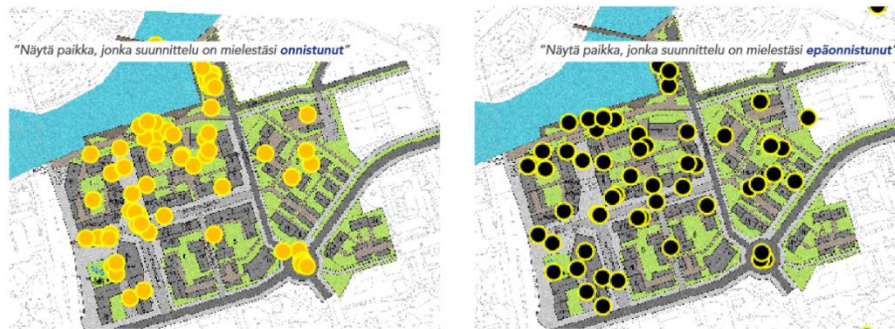 "Näytä paikka, jonka suunnittelu on mielestäsi onnistunut"
"Näytä paikka, jonka suunnittelu on mielestäsi epäonnistunut"